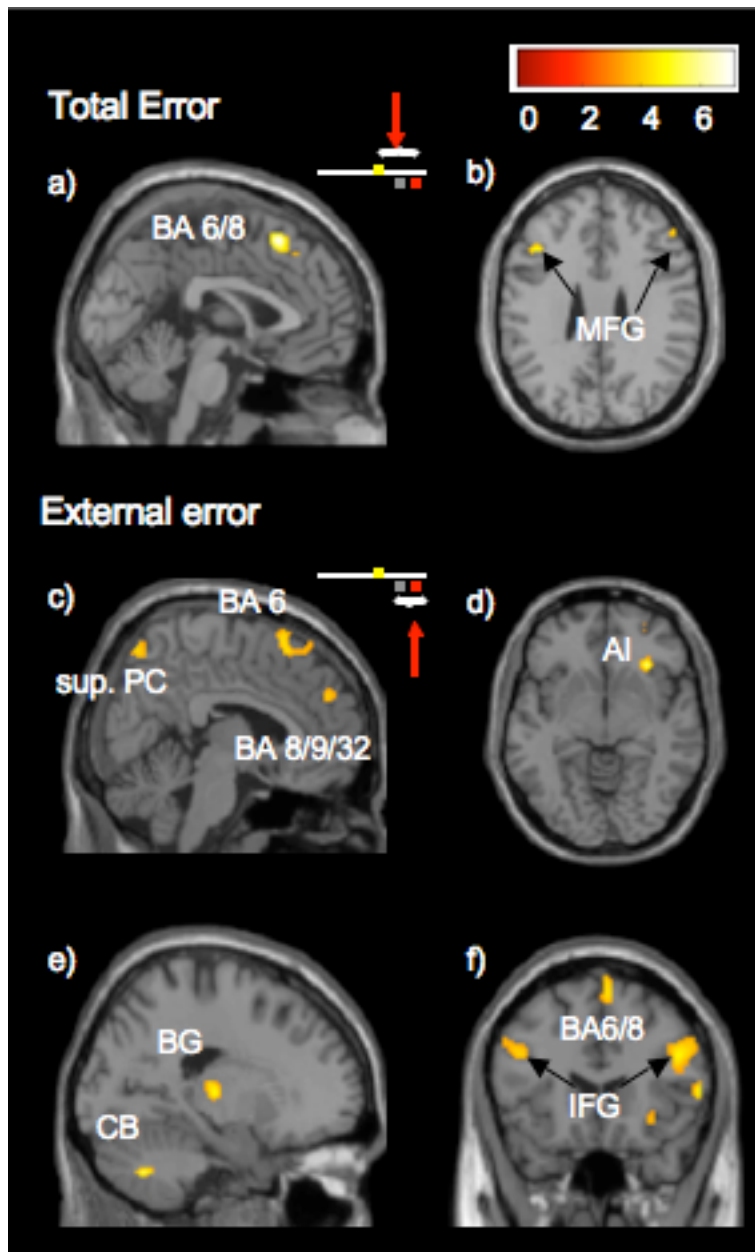 Total Error
0 2 4 6
a)
b)
BA 6/8
MFG
External error
c)
BA 6
d)
AI
sup. PC
BA 8/9/32
e)
f)
BG
BA6/8
CB
IFG